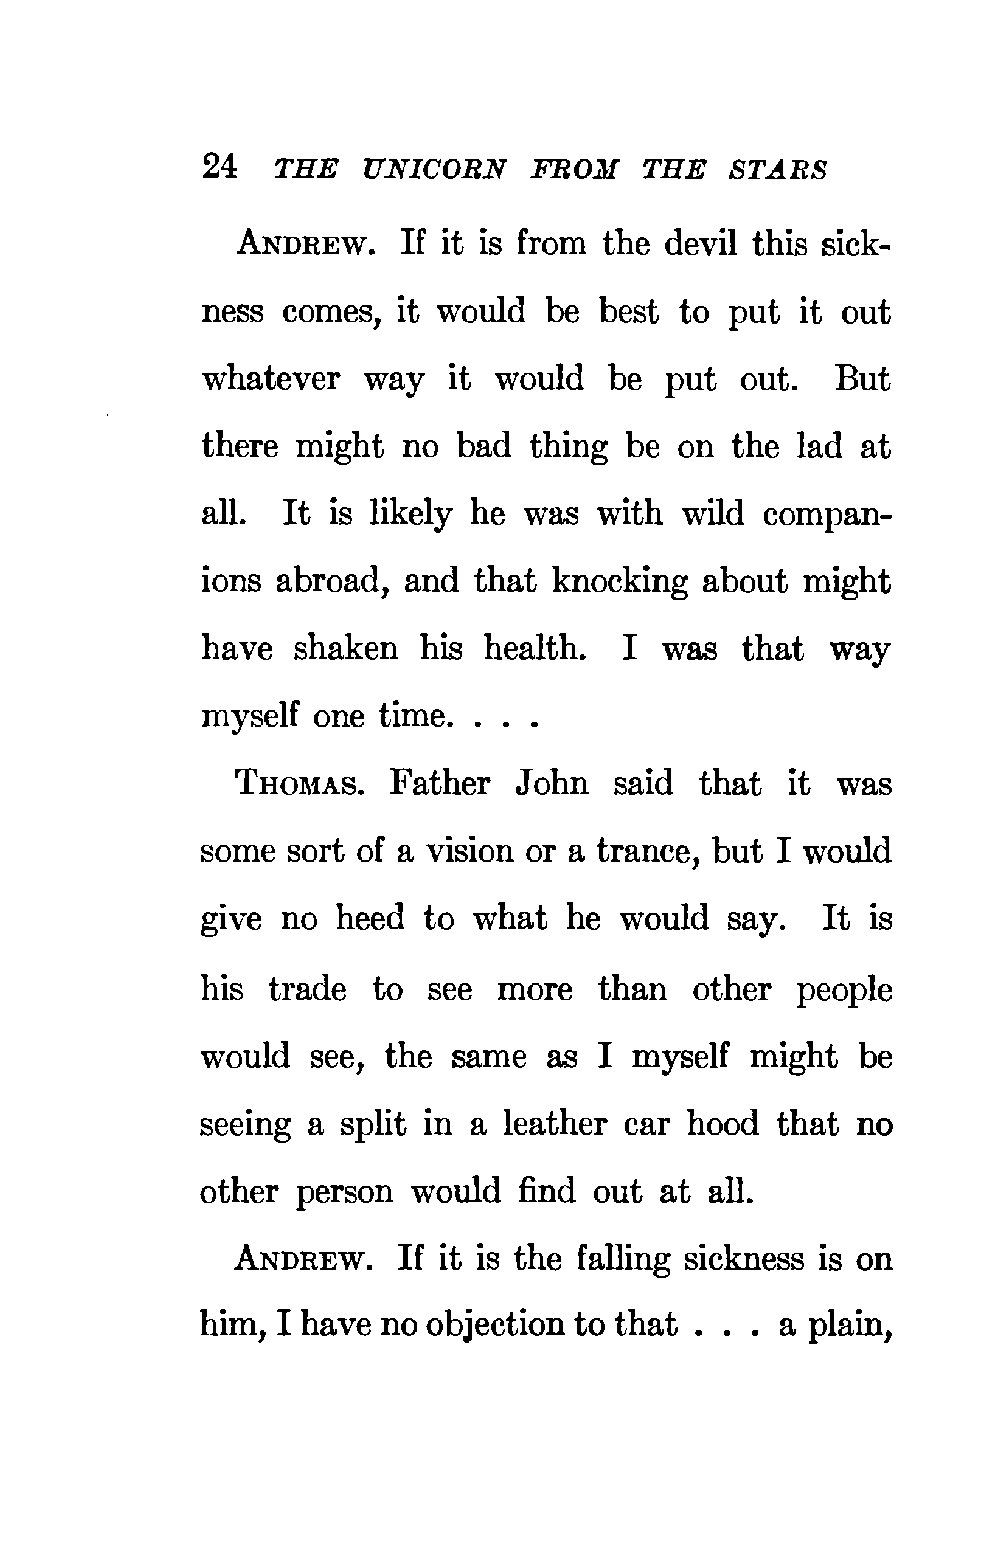 24 THE UNICORN FROM THE STARS
ANDREW. If it is from the devil this sick-
ness comes, it would be best to put it out
whatever way it would be put out. But
there might no bad thing be on the lad at
all. It is likely he was with wild compan-
ions abroad, and that knocking about might
have shaken his health. I was that way
myself one time. . . .
THOMAS. Father John said that it was
some sort of a vision or a trance, but I would
give no heed to what he would say. It is
his trade to see more than other people
would see, the same as I myself might be
seeing a split in a leather car hood that no
other person would find out at all.
ANDREW. If it is the falling sickness is on
him, I have no objection to that . . . a plain,